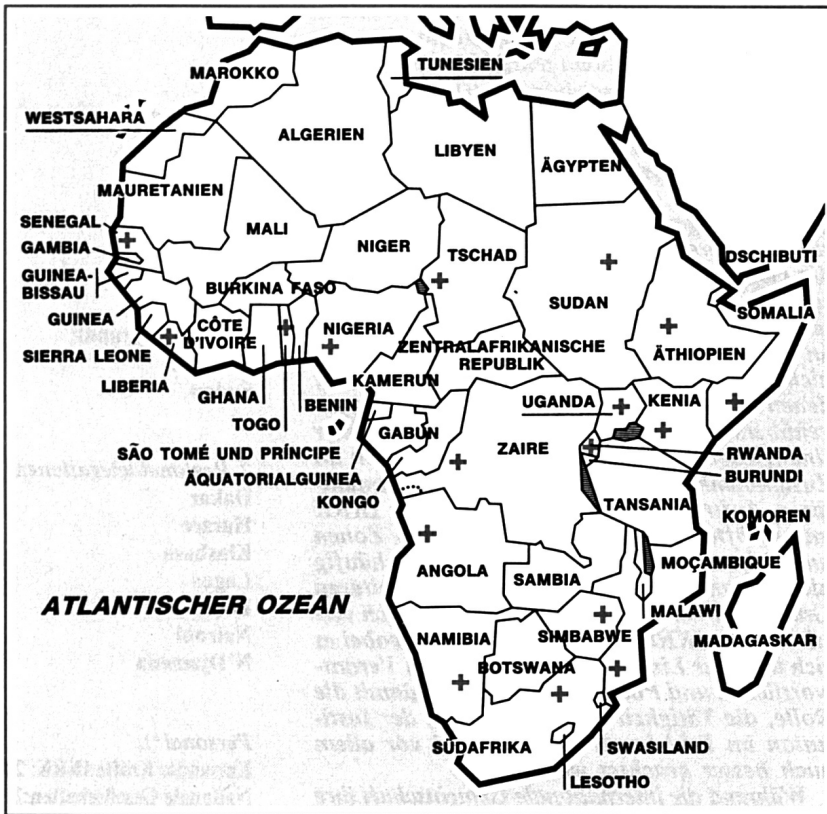 TUNESIEN
MAROKKO
WESTSAHARA
ALGERIEN
LIBYEN
ÄGYPTEN
MAURETANIEN
SENEGAL
MALI
NIGER
TSCHAD
GAMBIA
DSCHIBUTI
GUINEA-
BISSAU
BURKINA FASO
SUDAN
SOMALIA
GUINEA
CÔTE
D'IVOIRE
NIGERIA
SIERRA LEONE
ZENTRALAFRIKANISCHE
REPUBLIK
ÄTHIOPIEN
LIBERIA
KAMERUN
GHANA
BENIN
UGANDA
KENIA
TOGO
GABUN
ZAIRE
SÃO TOMÉ UND PRÍNCIPE
RWANDA
ÄQUATORIALGUINEA
BURUNDI
KONGO
TANSANIA
KOMOREN
MOÇAMBIQUE
ANGOLA
SAMBIA
ATLANTISCHER OZEAN
MALAWI
NAMIBIA
SIMBABWE
MADAGASKAR
BOTSWANA
SÜDAFRIKA
SWASILAND
LESOTHO